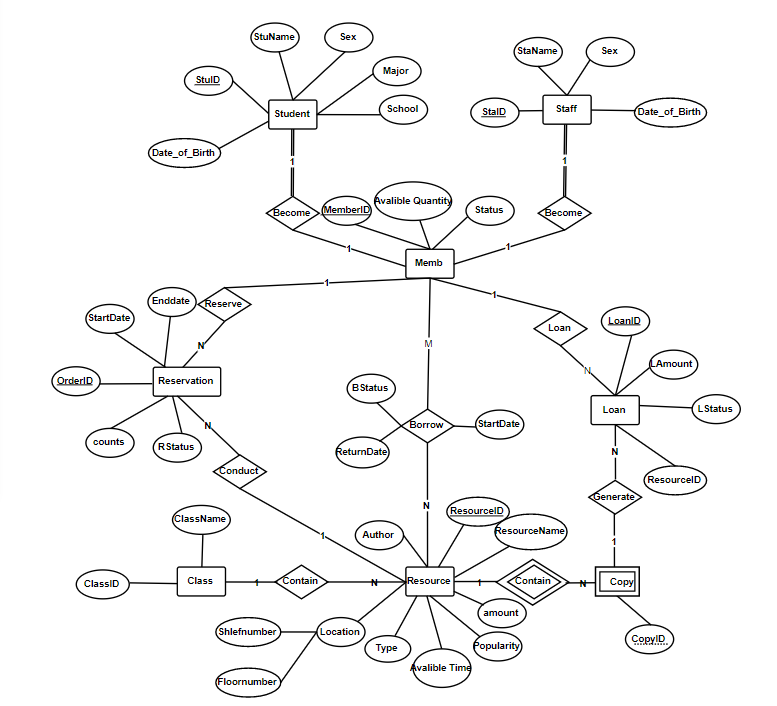 StuName
Sex
StaName
Sex
StuID
Major
School
Student
StaID
Staff
Date_of_Birth
Date_of_Birth
1
1
Become
MemberID
Avalible Quantity
Status
Become
1
1
Memb
1
1
Enddate
Reserve
StartDate
LoanID
Loan
N
M
LAmount
N
OrderID
Reservation
BStatus
Loan
LStatus
counts
RStatus
N
Borrow
StartDate
ReturnDate
N
Conduct
ResourceID
Generate
N
ResourceID
ClassName
Author
ResourceName
1
1
ClassID
Class
1
Contain
N
Resource
1
Contain
N
Copy
amount
Shlefnumber
Location
Type
Popularity
CopyID
Avalible Time
Floornumber